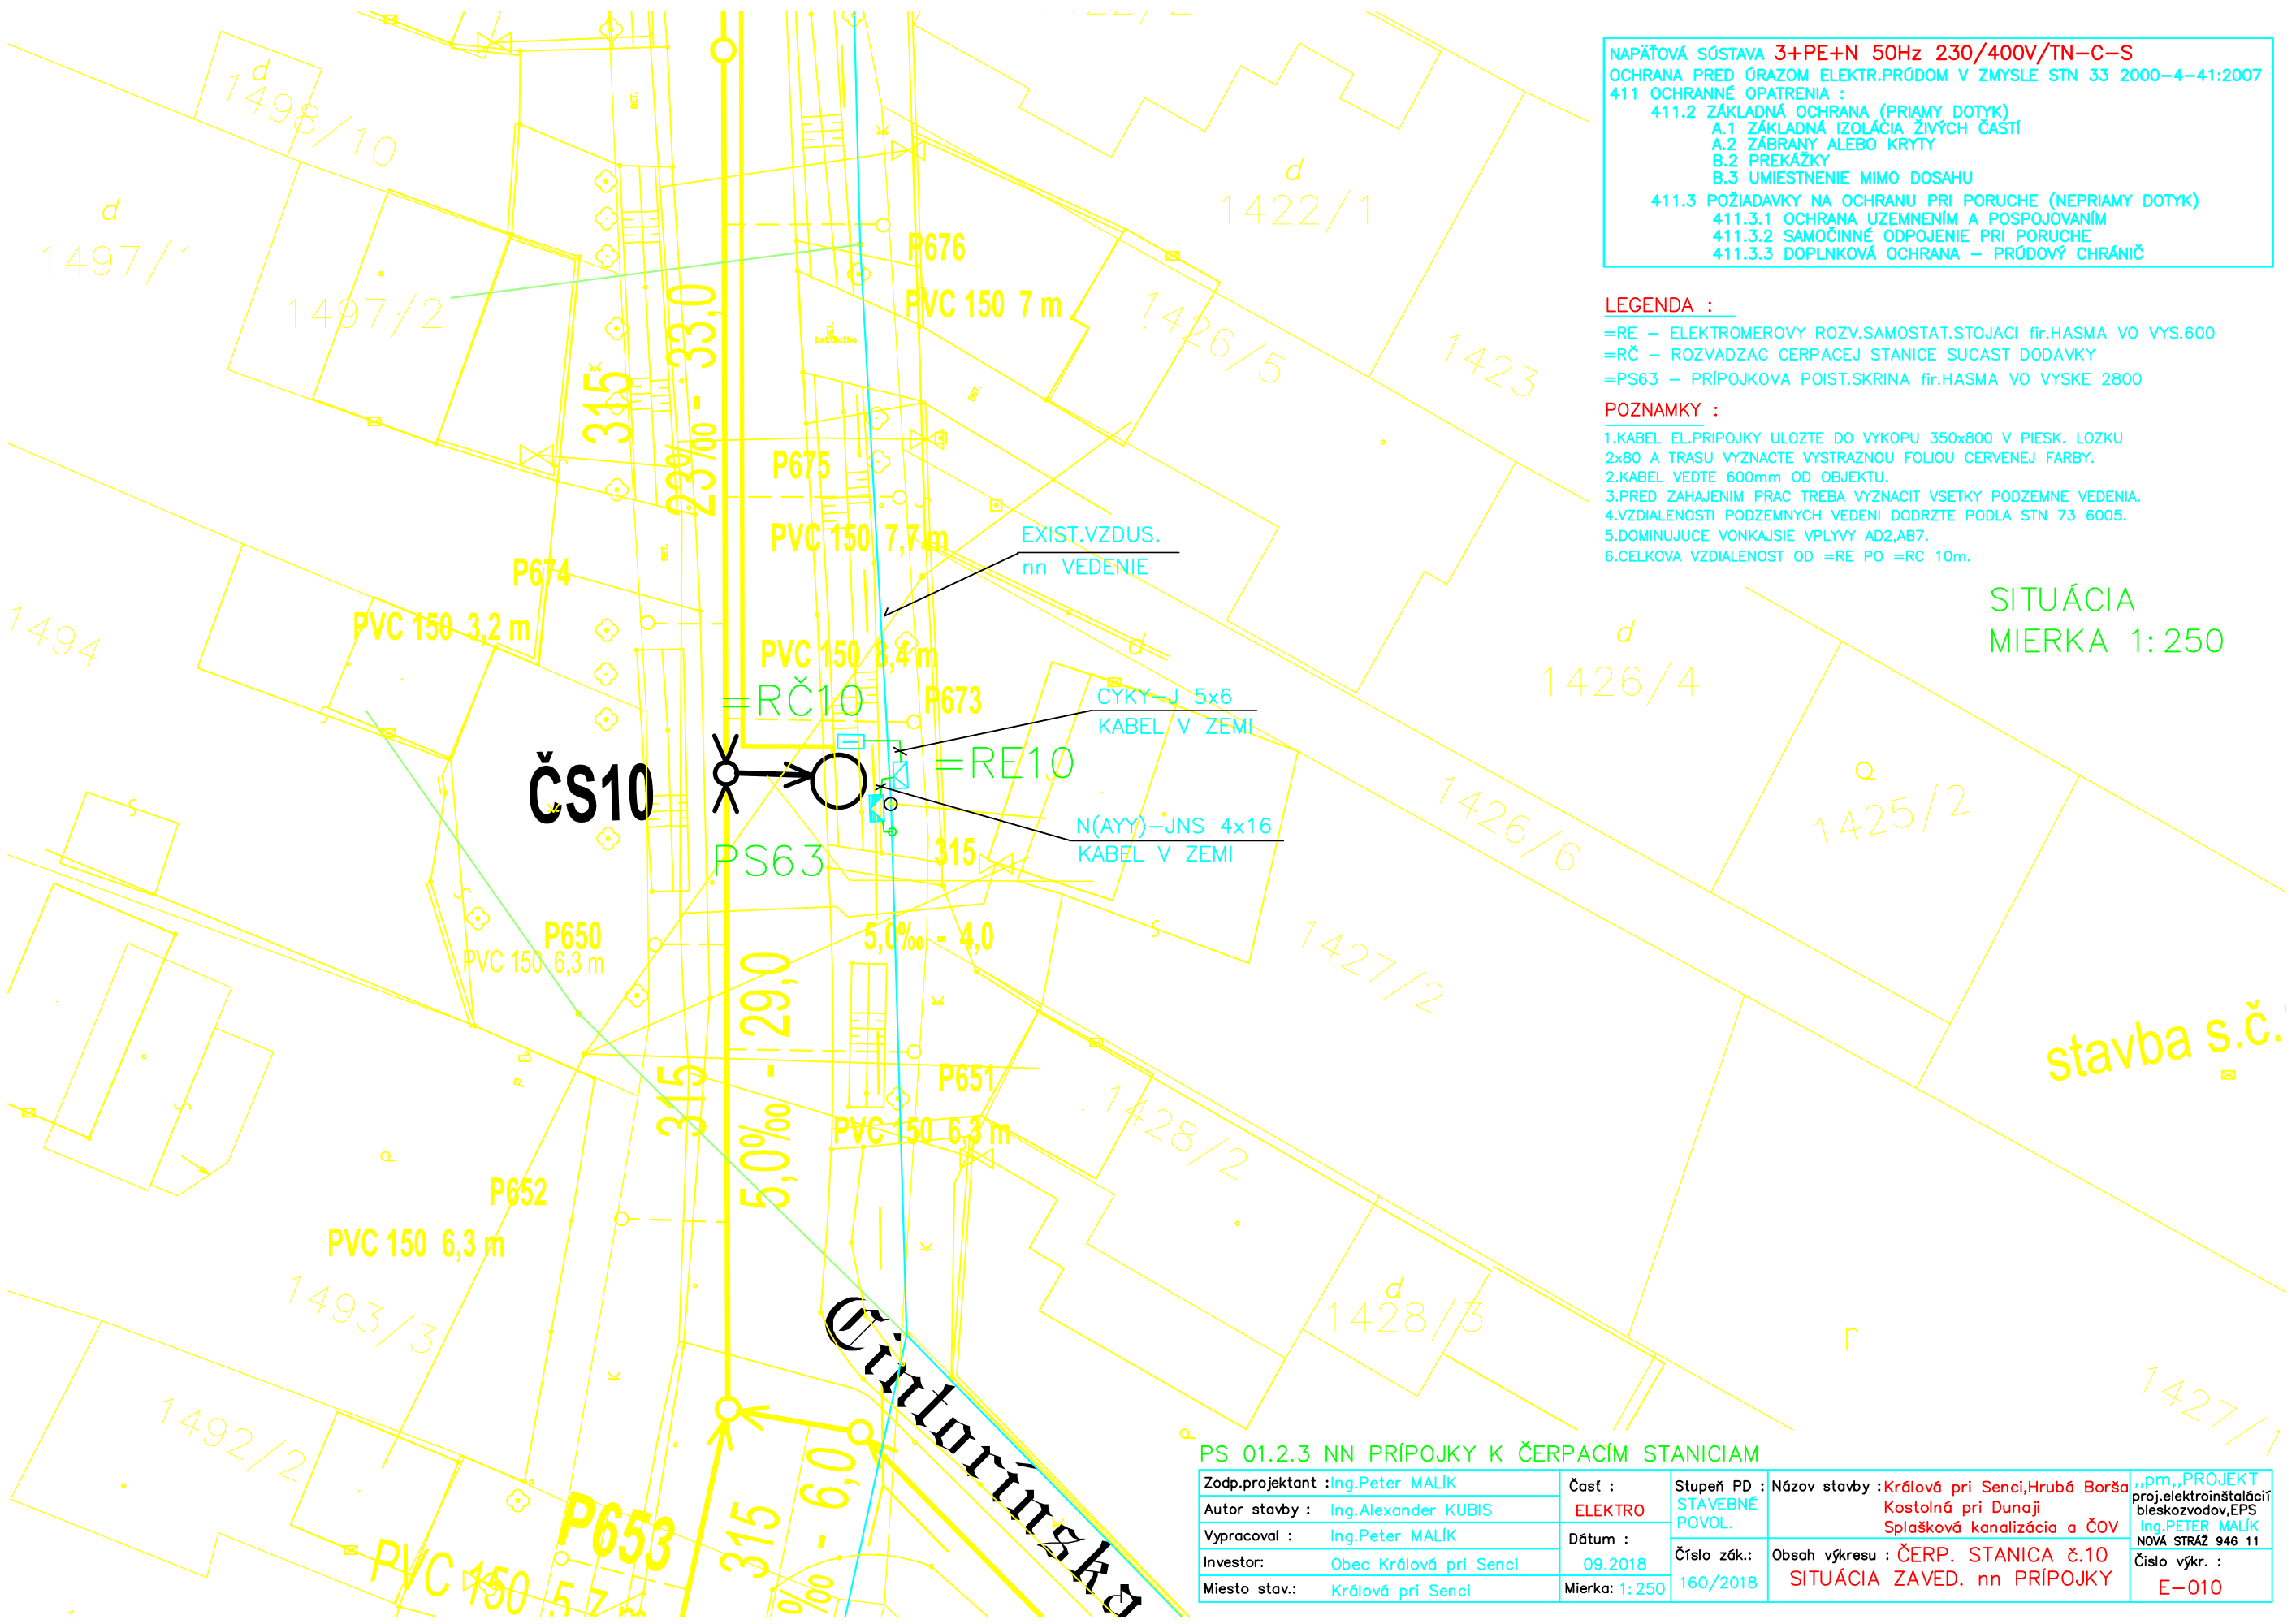 NAPÄŤOVÁ SÚSTAVA 3+PE+N 50Hz 230/400V/TN-C-S
OCHRANA PRED ÚRAZOM ELEKTR.PRÚDOM V ZMYSLE STN 33 2000-4-41:2007
411 OCHRANNÉ OPATRENIA :
411.2 ZÁKLADNÁ OCHRANA (PRIAMY DOTYK)
A.1 ZÁKLADNÁ IZOLÁCIA ŽIVÝCH ČASTÍ
A.2 ZÁBRANY ALEBO KRYTY
B.2 PREKÁŽKY
B.3 UMIESTNENIE MIMO DOSAHU
411.3 POŽIADAVKY NA OCHRANU PRI PORUCHE (NEPRIAMY DOTYK)
411.3.1 OCHRANA UZEMNENÍM A POSPOJOVANÍM
411.3.2 SAMOČINNÉ ODPOJENIE PRI PORUCHE
411.3.3 DOPLNKOVÁ OCHRANA - PRÚDOVÝ CHRÁNIČ
LEGENDA :
=RE - ELEKTROMEROVY ROZV.SAMOSTAT.STOJACI fir.HASMA VO VYS.600
=RČ - ROZVADZAC CERPACEJ STANICE SUCAST DODAVKY
=PS63 - PRÍPOJKOVA POIST.SKRINA fir.HASMA VO VYSKE 2800
POZNAMKY :
1.KABEL EL.PRIPOJKY ULOZTE DO VYKOPU 350x800 V PIESK. LOZKU
2x80 A TRASU VYZNACTE VYSTRAZNOU FOLIOU CERVENEJ FARBY.
2.KABEL VEDTE 600mm OD OBJEKTU.
3.PRED ZAHAJENIM PRAC TREBA VYZNACIT VSETKY PODZEMNE VEDENIA.
4.VZDIALENOSTI PODZEMNYCH VEDENI DODRZTE PODLA STN 73 6005.
5.DOMINUJUCE VONKAJSIE VPLYVY AD2,AB7.
6.CELKOVA VZDIALENOST OD =RE PO =RC 10m.
SITUÁCIA
MIERKA 1:250
d
1498/10
d
1497/1
1497/2
d
1422/1
1426/5
1423
P676
PVC 150 7 m
315
23‰ - 33,0
P675
PVC 150 7,7 m
EXIST.VZDUS.
nn VEDENIE
P674
PVC 150 3,2 m
1494
PVC 150 8,4 m
d
P673
=RČ10
CYKY-J 5x6
KABEL V ZEMI
=RE10
ČS10
N(AYY)-JNS 4x16
KABEL V ZEMI
PS63
315
d
1426/4
1425/2
1426/6
1427/2
P650
PVC 150 6,3 m
5,0‰ - 4,0
315
5,0‰ - 29,0
P651
PVC 150 6,3 m
1428/2
stavba s.č.
P652
PVC 150 6,3 m
1493/3
d
1428/3
r
1427/1
1492/2
P653
PVC 150 5,7 m
315
‰ - 6,0
Cintorínska
PS 01.2.3 NN PRÍPOJKY K ČERPACÍM STANICIAM
Zodp.projektant : Ing.Peter MALÍK
Autor stavby : Ing.Alexander KUBIS
Vypracoval : Ing.Peter MALÍK
Investor: Obec Králová pri Senci
Miesto stav.: Králová pri Senci
Časť :
ELEKTRO
Dátum :
09.2018
Mierka: 1:250
Stupeň PD :
STAVEBNÉ
POVOL.
Číslo zák.:
160/2018
Názov stavby : Králová pri Senci,Hrubá Borša
Kostolná pri Dunaji
Splašková kanalizácia a ČOV
Obsah výkresu : ČERP. STANICA č.10
SITUÁCIA ZAVED. nn PRÍPOJKY
,,pm,,PROJEKT
proj.elektroinštalácií
bleskozvodov,EPS
Ing.PETER MALÍK
NOVÁ STRÁŽ 946 11
Čislo výkr. :
E-010